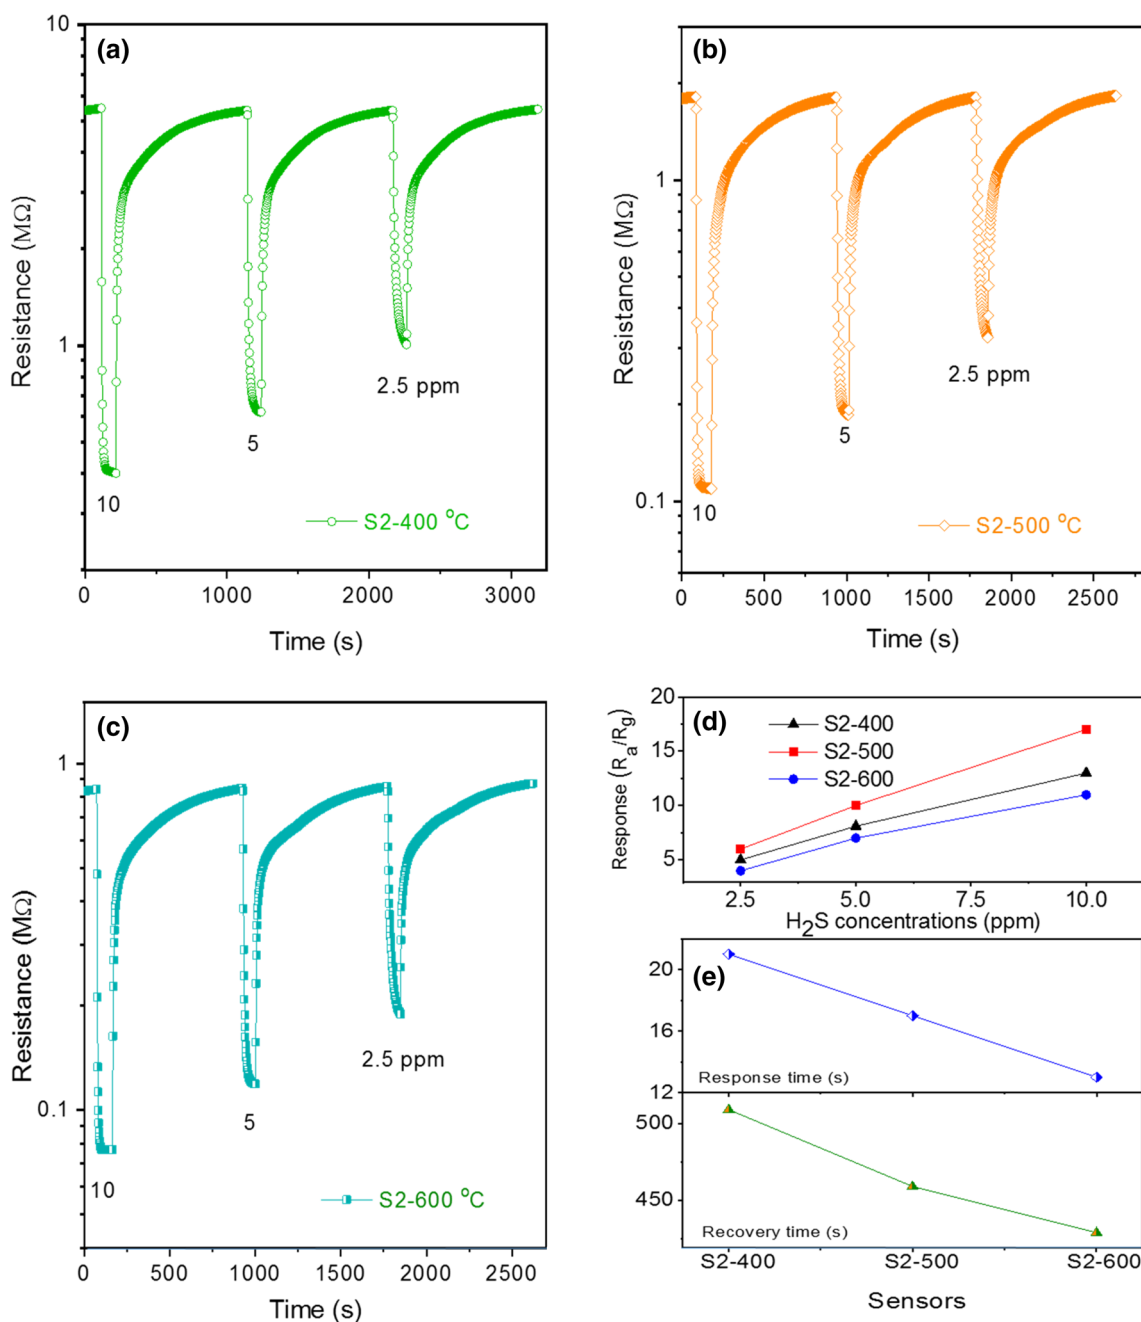 (a)
10
1
Resistance (MΩ)
10
5
2.5 ppm
S2-400 °C
0
1000
2000
3000
Time (s)
(b)
1
0.1
Resistance (MΩ)
10
5
2.5 ppm
S2-500 °C
0
500
1000
1500
2000
2500
Time (s)
(c)
1
0.1
Resistance (MΩ)
10
5
2.5 ppm
S2-600 °C
0
500
1000
1500
2000
2500
Time (s)
(d)
20
15
10
5
Response (Ra/Rg)
S2-400
S2-500
S2-600
2.5
5.0
7.5
10.0
H2S concentrations (ppm)
(e)
20
16
12
Response time (s)
500
450
Recovery time (s)
S2-400
S2-500
S2-600
Sensors